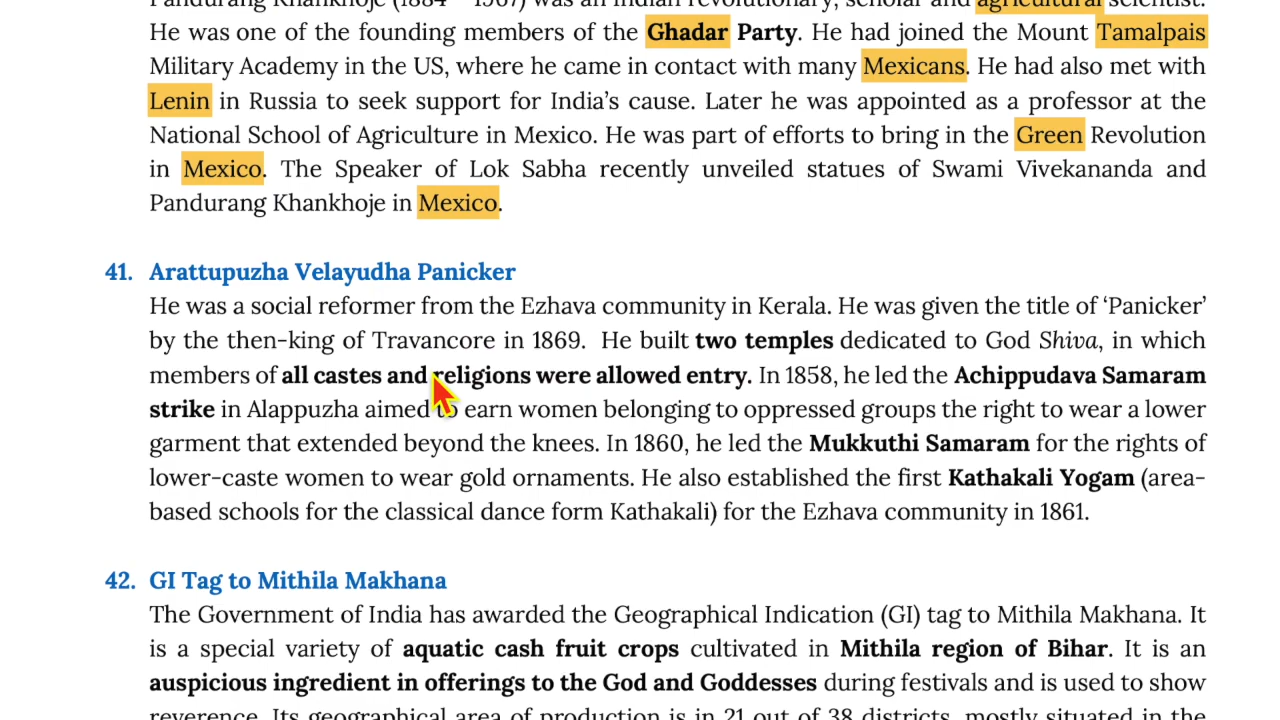 Pandurang Khankhoje (1884 – 1967) was an Indian revolutionary, scholar and agricultural scientist.
He was one of the founding members of the Ghadar Party. He had joined the Mount Tamalpais
Military Academy in the US, where he came in contact with many Mexicans. He had also met with
Lenin in Russia to seek support for India’s cause. Later he was appointed as a professor at the
National School of Agriculture in Mexico. He was part of efforts to bring in the Green Revolution
in Mexico. The Speaker of Lok Sabha recently unveiled statues of Swami Vivekananda and
Pandurang Khankhoje in Mexico.
41. Arattupuzha Velayudha Panicker
He was a social reformer from the Ezhava community in Kerala. He was given the title of ‘Panicker’
by the then-king of Travancore in 1869. He built two temples dedicated to God Shiva, in which
members of all castes and religions were allowed entry. In 1858, he led the Achippudava Samaram
strike in Alappuzha aimed to earn women belonging to oppressed groups the right to wear a lower
garment that extended beyond the knees. In 1860, he led the Mukkuthi Samaram for the rights of
lower-caste women to wear gold ornaments. He also established the first Kathakali Yogam (area-
based schools for the classical dance form Kathakali) for the Ezhava community in 1861.
42. GI Tag to Mithila Makhana
The Government of India has awarded the Geographical Indication (GI) tag to Mithila Makhana. It
is a special variety of aquatic cash fruit crops cultivated in Mithila region of Bihar. It is an
auspicious ingredient in offerings to the God and Goddesses during festivals and is used to show
reverence. Its geographical area of production is in 21 out of 38 districts, mostly situated in the